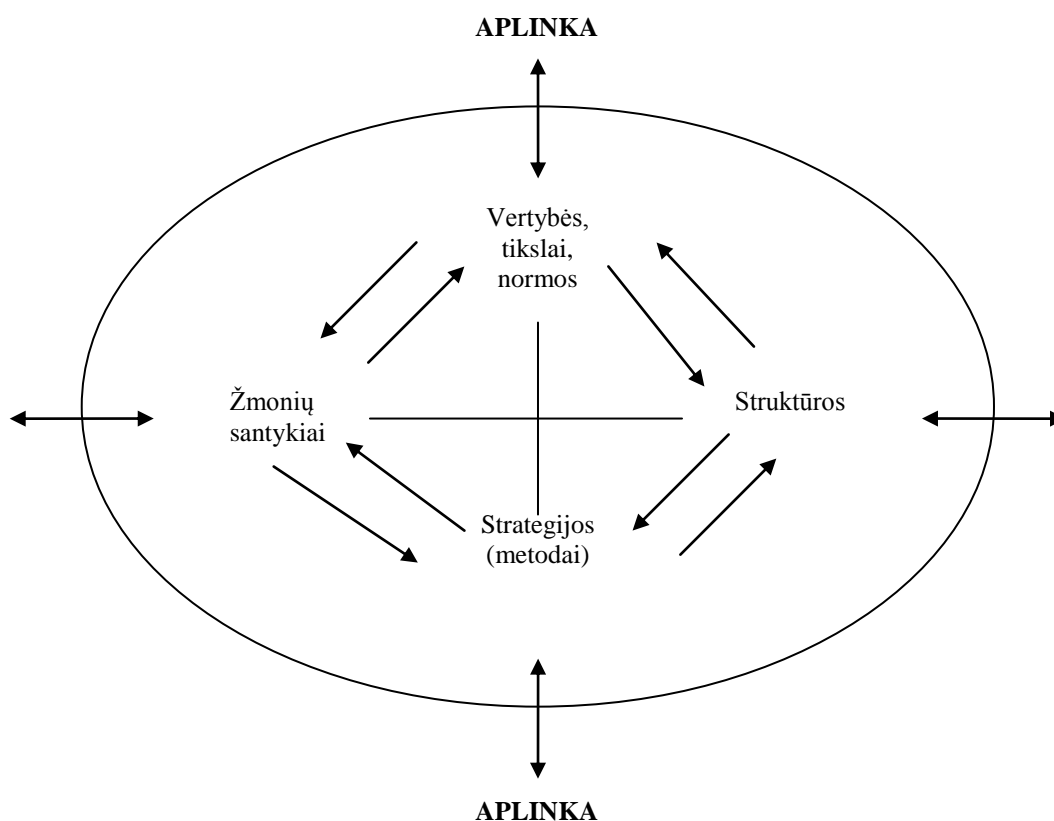 APLINKA
Vertybės,
tikslai,
normos
Žmonių
santykiai
Struktūros
Strategijos
(metodai)
APLINKA